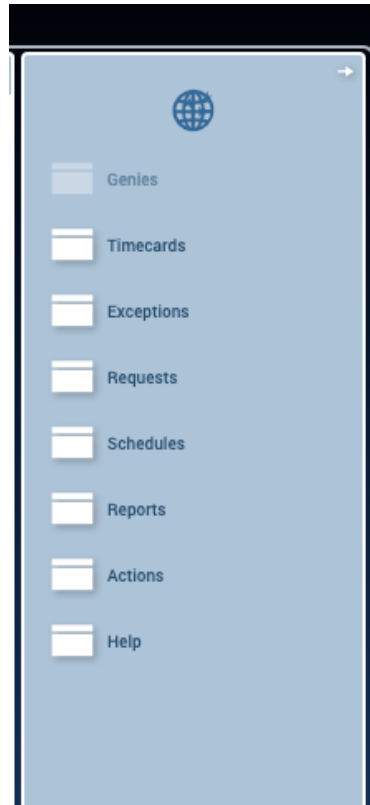 Genies
Timecards
Exceptions
Requests
Schedules
Reports
Actions
Help